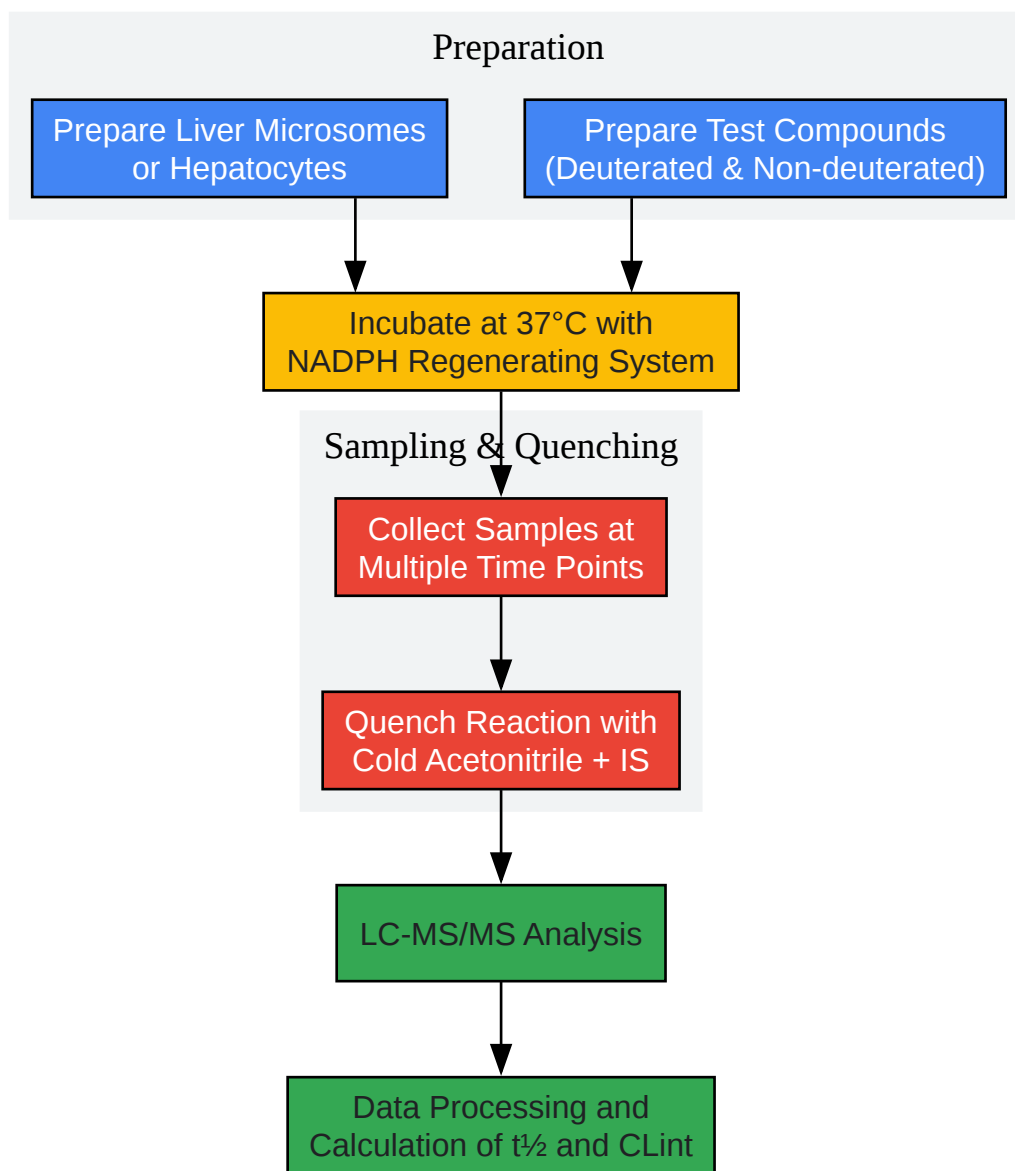 Preparation
Prepare Liver Microsomes
or Hepatocytes
Prepare Test Compounds
(Deuterated & Non-deuterated)
Incubate at 37°C with
NADPH Regenerating System
Sampling & Quenching
Collect Samples at
Multiple Time Points
Quench Reaction with
Cold Acetonitrile + IS
LC-MS/MS Analysis
Data Processing and
Calculation of t½ and CLint